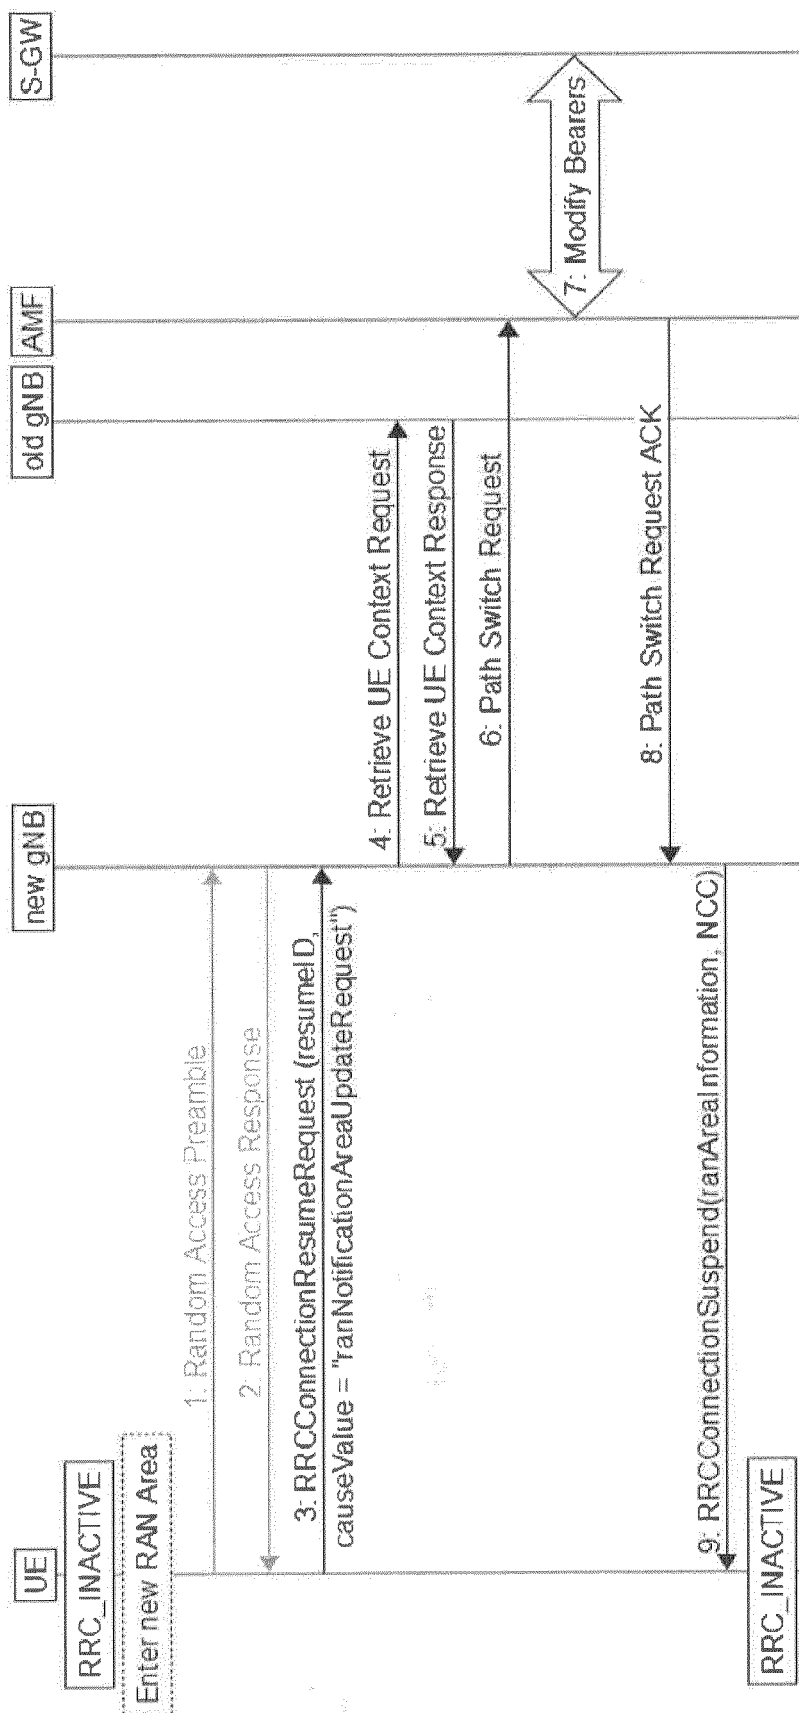 UE
new gNB
old gNB
AMF
S-GW
RRC_INACTIVE
Enter new RAN Area
1: Random Access Preamble
2: Random Access Response
3: RRCConnectionResumeRequest (resumeID,
causeValue = "ranNotificationAreaUpdateRequest")
4: Retrieve UE Context Request
5: Retrieve UE Context Response
6: Path Switch Request
7: Modify Bearers
8: Path Switch Request ACK
9: RRCConnectionSuspend(ranAreaInformation, NCC)
RRC_INACTIVE